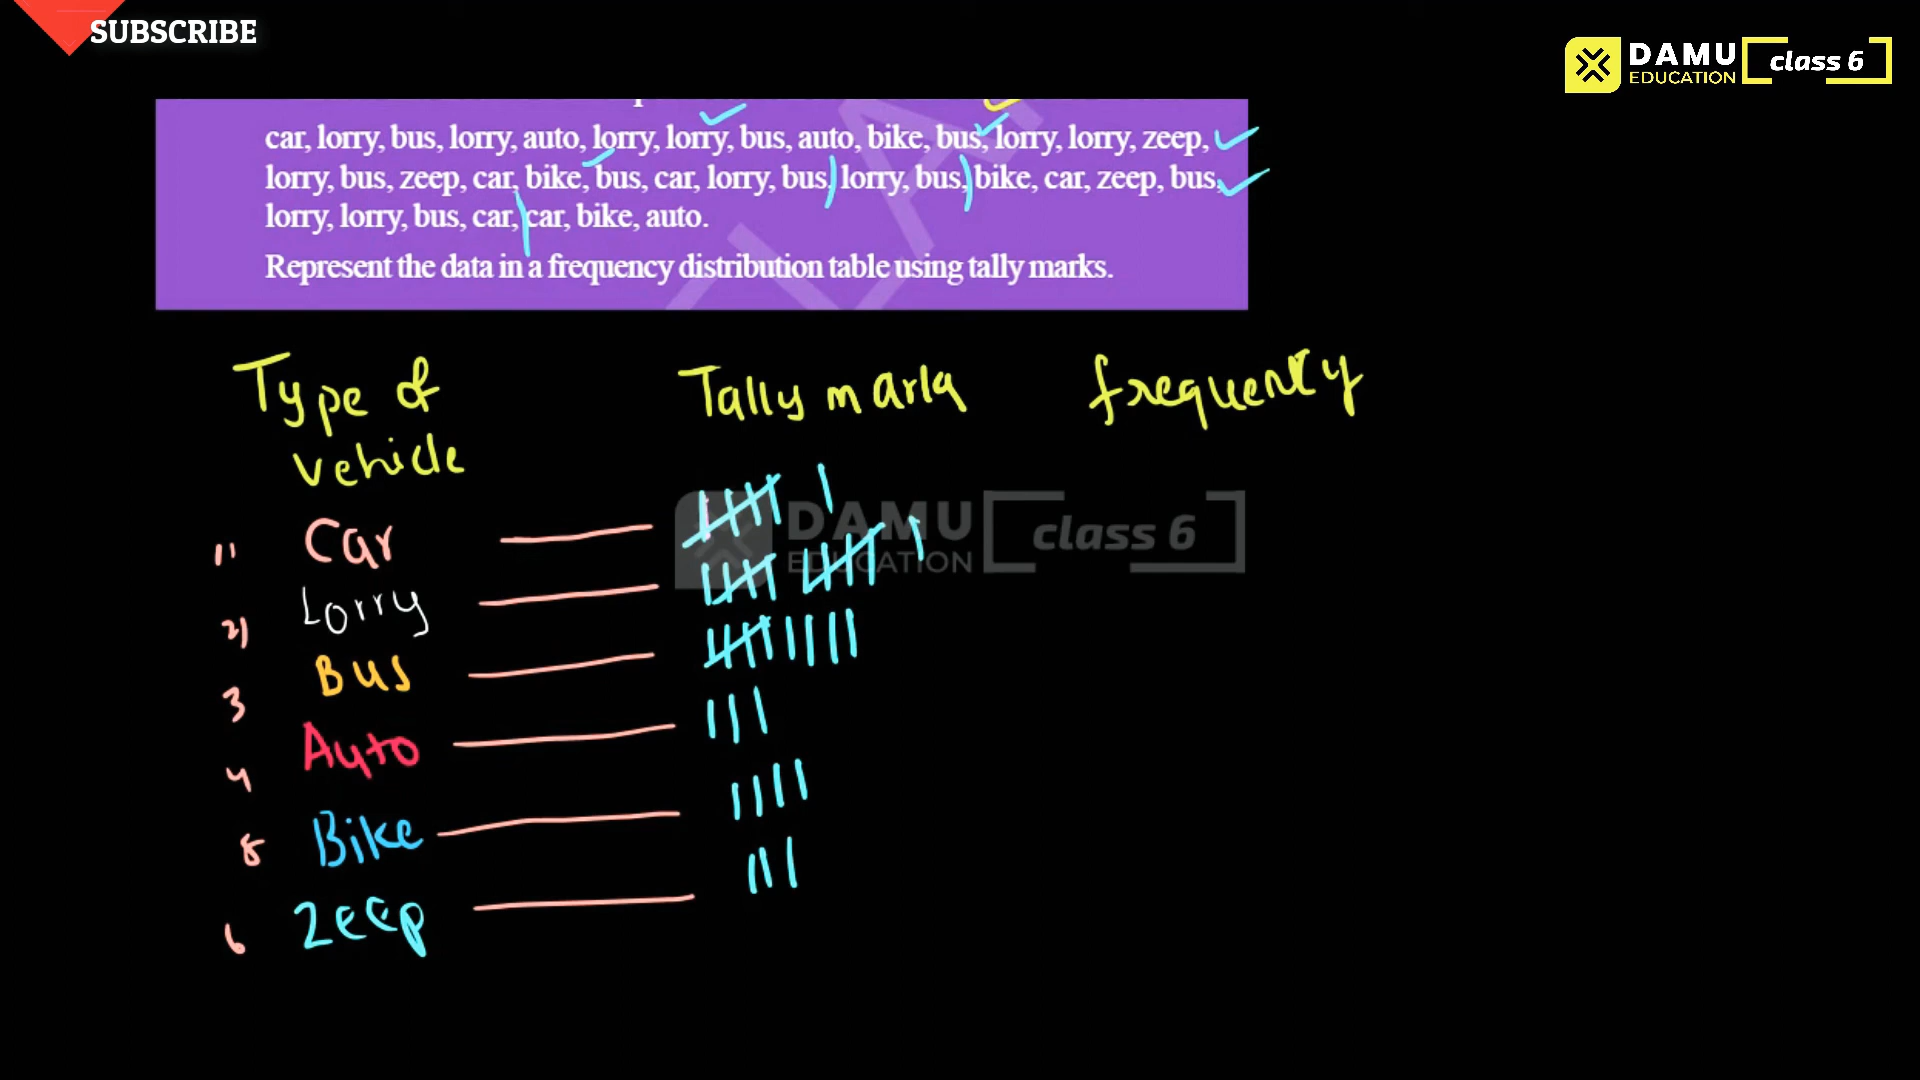 SUBSCRIBE
DAMU EDUCATION class 6
car, lorry, bus, lorry, auto, lorry, lorry, bus, auto, bike, bus, lorry, lorry, zeep,
lorry, bus, zeep, car, bike, bus, car, lorry, bus, lorry, bus, bike, car, zeep, bus,
lorry, lorry, bus, car, car, bike, auto.
Represent the data in a frequency distribution table using tally marks.
Type of vehicle Tally marks frequency
1) Car
2) Lorry
3 Bus
4 Auto
5 Bike
6 Zeep
DAMU EDUCATION class 6